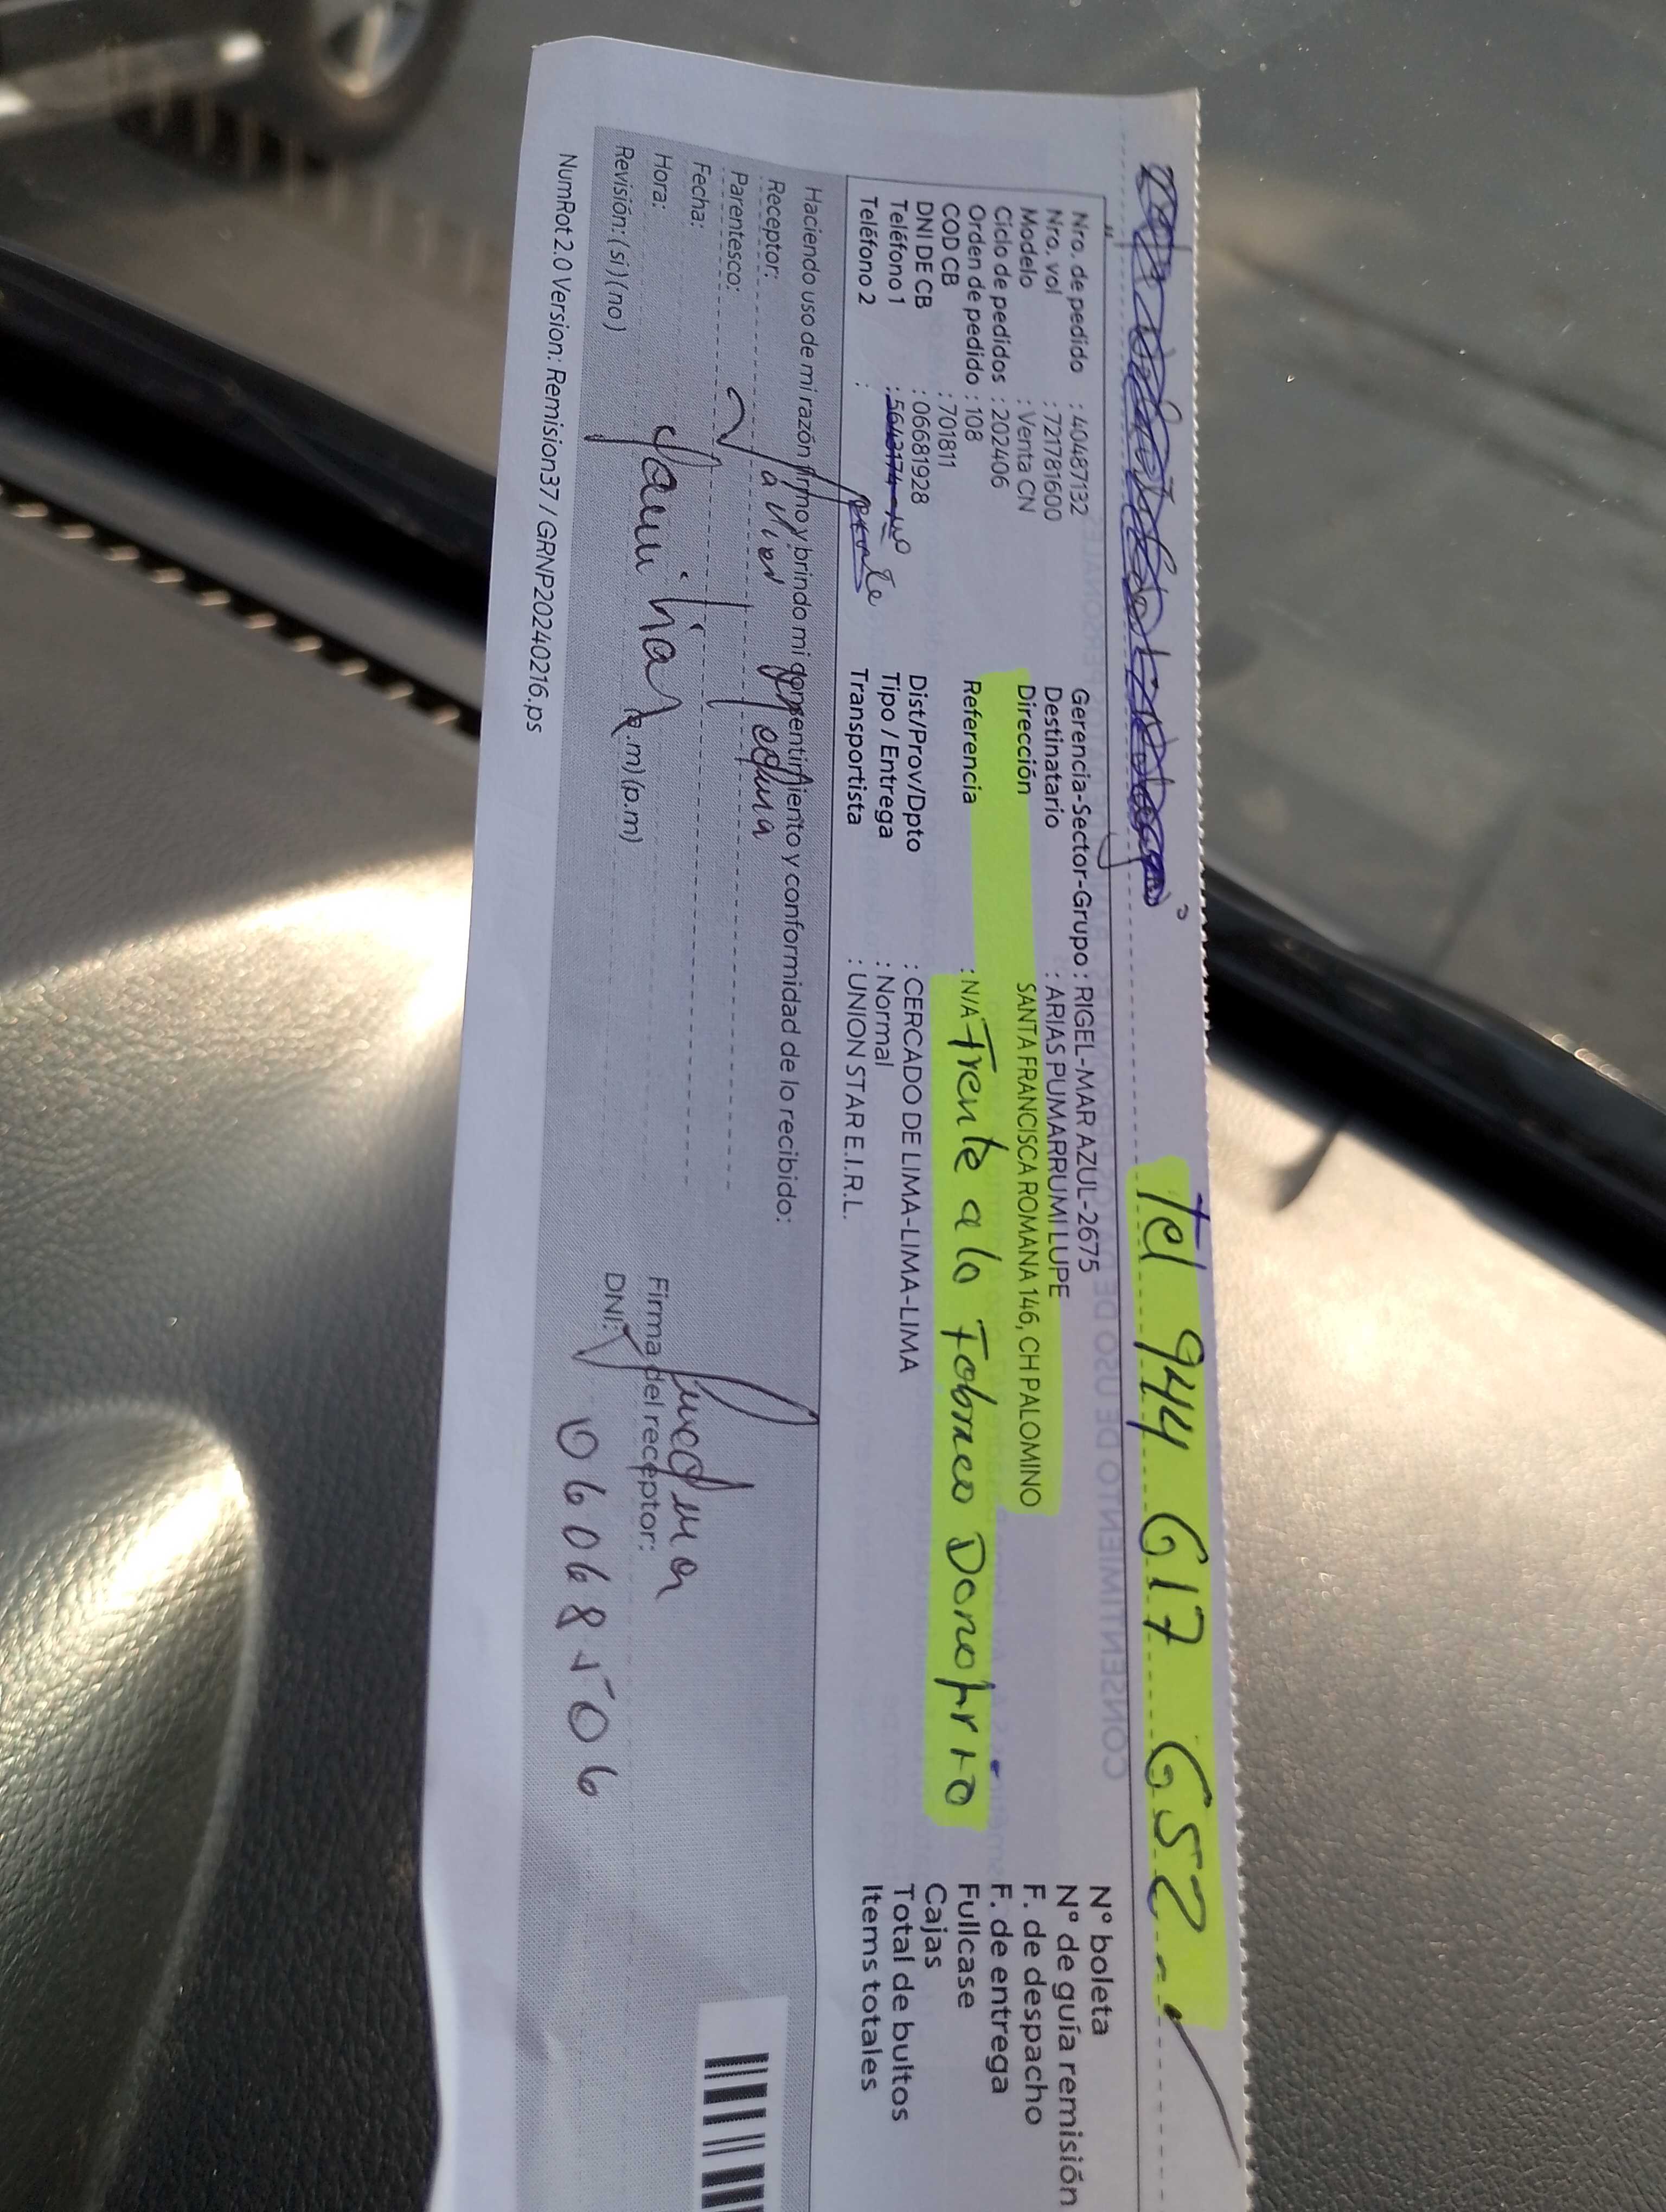 Tel 944 617 652
Nro. de pedido : 40487132
Nro. vol : 721781600
Modelo : Venta CN
Ciclo de pedidos : 202406
Orden de pedido : 108
COD CB : 701811
DNI DE CB : 06681928
Teléfono 1
Teléfono 2 :
Gerencia-Sector-Grupo : RIGEL-MAR AZUL-2675
Destinatario : ARIAS PUMARRUMI LUPE
Dirección SANTA FRANCISCA ROMANA 146, CH PALOMINO
Referencia : N/A Frente a la
Dist/Prov/Dpto : CERCADO DE LIMA-LIMA-LIMA
Tipo / Entrega : Normal
Transportista : UNION STAR E.I.R.L.
N° boleta
N° de guía remisión
F. de despacho
F. de entrega
Fullcase
Cajas
Total de bultos
Items totales
Haciendo uso de mi razón firmo y brindo mi consentimiento y conformidad de lo recibido:
Receptor:
Parentesco:
Fecha:
Hora: (a.m) (p.m)
Revisión: (si) (no)
Firma del receptor:
DNI: 06068506
NumRot 2.0 Version: Remision37 / GRNP20240216.ps